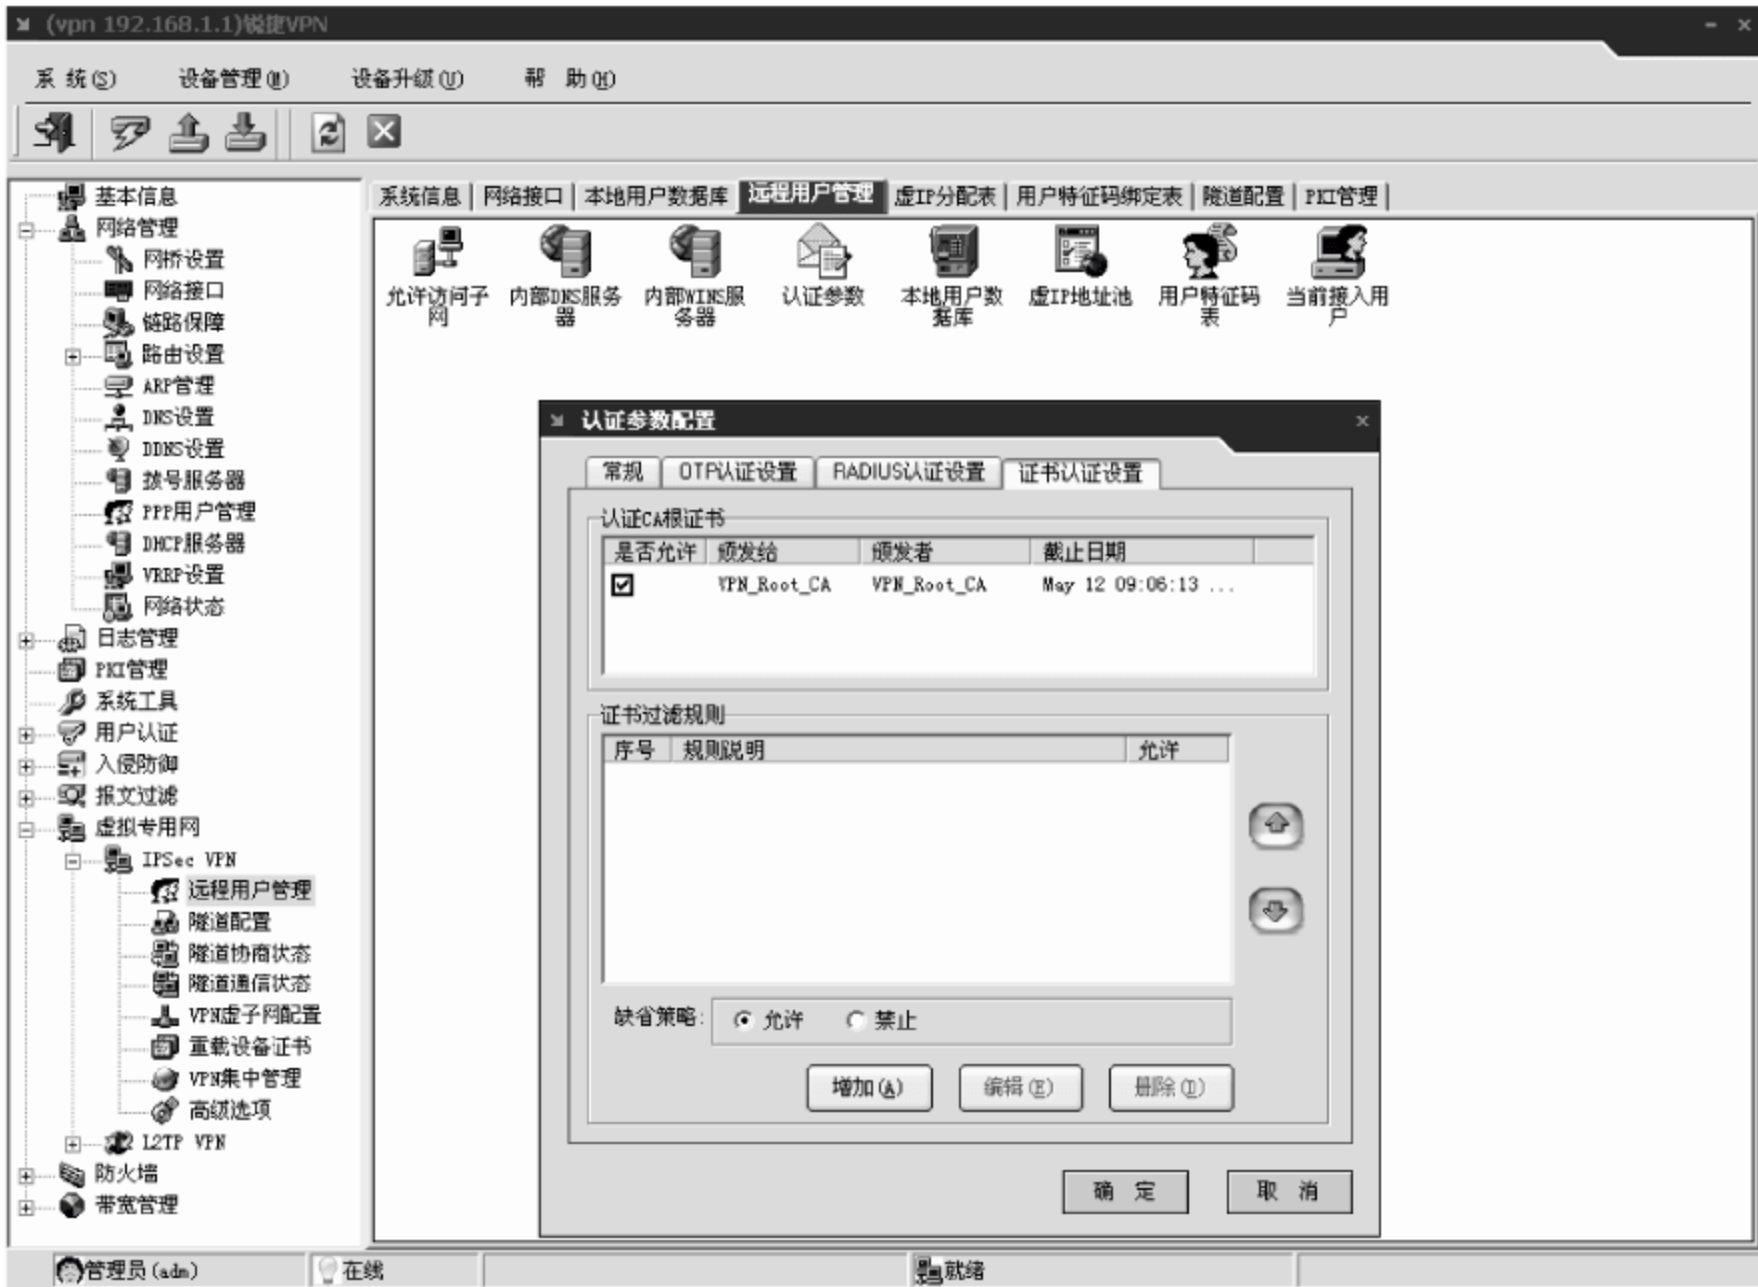 (vpn 192.168.1.1)锐捷VPN
系 统(S) 设备管理(M) 设备升级(U) 帮 助(H)
基本信息
网络管理
网桥设置
网络接口
链路保障
路由设置
ARP管理
DNS设置
DDNS设置
拨号服务器
PPP用户管理
DHCP服务器
VRRP设置
网络状态
日志管理
PKI管理
系统工具
用户认证
入侵防御
报文过滤
虚拟专用网
IPSec VPN
远程用户管理
隧道配置
隧道协商状态
隧道通信状态
VPN虚子网配置
重载设备证书
VPN集中管理
高级选项
L2TP VPN
防火墙
带宽管理
系统信息 网络接口 本地用户数据库 远程用户管理 虚IP分配表 用户特征码绑定表 隧道配置 PKI管理
允许访问子网
内部DNS服务器
内部WINS服务器
认证参数
本地用户数据库
虚IP地址池
用户特征码表
当前接入用户
认证参数配置
常规 OTP认证设置 RADIUS认证设置 证书认证设置
认证CA根证书
是否允许 颁发给 颁发者 截止日期
VPN_Root_CA VPN_Root_CA May 12 09:06:13 ...
证书过滤规则
序号 规则说明 允许
缺省策略: 允许 禁止
增加(A) 编辑(E) 删除(D)
确 定 取 消
管理员(adm) 在线 就绪